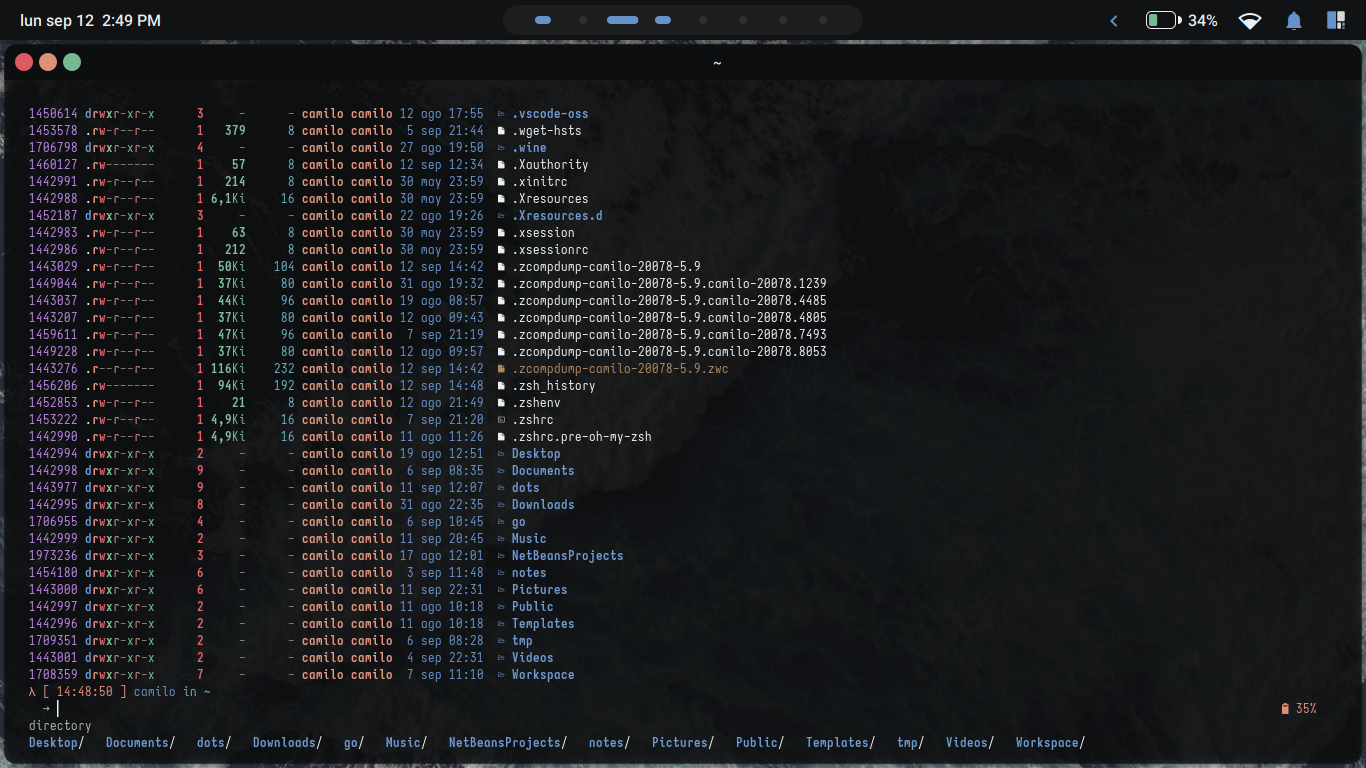 lun sep 12 2:49 PM
34%
~
1450614 drwxr-xr-x 3 - - camilo camilo 12 ago 17:55 .vscode-oss
1453578 .rw-r--r-- 1 379 8 camilo camilo 5 sep 21:44 .wget-hsts
1706798 drwxr-xr-x 4 - - camilo camilo 27 ago 19:50 .wine
1460127 .rw------- 1 57 8 camilo camilo 12 sep 12:34 .Xauthority
1442991 .rw-r--r-- 1 214 8 camilo camilo 30 may 23:59 .xinitrc
1442988 .rw-r--r-- 1 6,1Ki 16 camilo camilo 30 may 23:59 .Xresources
1452187 drwxr-xr-x 3 - - camilo camilo 22 ago 19:26 .Xresources.d
1442983 .rw-r--r-- 1 63 8 camilo camilo 30 may 23:59 .xsession
1442986 .rw-r--r-- 1 212 8 camilo camilo 30 may 23:59 .xsessionrc
1443029 .rw-r--r-- 1 50Ki 104 camilo camilo 12 sep 14:42 .zcompdump-camilo-20078-5.9
1449044 .rw-r--r-- 1 37Ki 80 camilo camilo 31 ago 19:32 .zcompdump-camilo-20078-5.9.camilo-20078.1239
1443037 .rw-r--r-- 1 44Ki 96 camilo camilo 19 ago 08:57 .zcompdump-camilo-20078-5.9.camilo-20078.4485
1443207 .rw-r--r-- 1 37Ki 80 camilo camilo 12 ago 09:43 .zcompdump-camilo-20078-5.9.camilo-20078.4805
1459611 .rw-r--r-- 1 47Ki 96 camilo camilo 7 sep 21:19 .zcompdump-camilo-20078-5.9.camilo-20078.7493
1449228 .rw-r--r-- 1 37Ki 80 camilo camilo 12 ago 09:57 .zcompdump-camilo-20078-5.9.camilo-20078.8053
1443276 .r--r--r-- 1 116Ki 232 camilo camilo 12 sep 14:42 .zcompdump-camilo-20078-5.9.zwc
1456206 .rw------- 1 94Ki 192 camilo camilo 12 sep 14:48 .zsh_history
1452853 .rw-r--r-- 1 21 8 camilo camilo 12 ago 21:49 .zshenv
1453222 .rw-r--r-- 1 4,9Ki 16 camilo camilo 7 sep 21:20 .zshrc
1442990 .rw-r--r-- 1 4,9Ki 16 camilo camilo 11 ago 11:26 .zshrc.pre-oh-my-zsh
1442994 drwxr-xr-x 2 - - camilo camilo 19 ago 12:51 Desktop
1442998 drwxr-xr-x 9 - - camilo camilo 6 sep 08:35 Documents
1443977 drwxr-xr-x 9 - - camilo camilo 11 sep 12:07 dots
1442995 drwxr-xr-x 8 - - camilo camilo 31 ago 22:35 Downloads
1706955 drwxr-xr-x 4 - - camilo camilo 6 sep 10:45 go
1442999 drwxr-xr-x 2 - - camilo camilo 11 sep 20:45 Music
1973236 drwxr-xr-x 3 - - camilo camilo 17 ago 12:01 NetBeansProjects
1454180 drwxr-xr-x 6 - - camilo camilo 3 sep 11:48 notes
1443000 drwxr-xr-x 6 - - camilo camilo 11 sep 22:31 Pictures
1442997 drwxr-xr-x 2 - - camilo camilo 11 ago 10:18 Public
1442996 drwxr-xr-x 2 - - camilo camilo 11 ago 10:18 Templates
1709351 drwxr-xr-x 2 - - camilo camilo 6 sep 08:28 tmp
1443001 drwxr-xr-x 2 - - camilo camilo 4 sep 22:31 Videos
1708359 drwxr-xr-x 7 - - camilo camilo 7 sep 11:10 Workspace
λ [ 14:48:50 ] camilo in ~
→ 35%
directory
Desktop/ Documents/ dots/ Downloads/ go/ Music/ NetBeansProjects/ notes/ Pictures/ Public/ Templates/ tmp/ Videos/ Workspace/